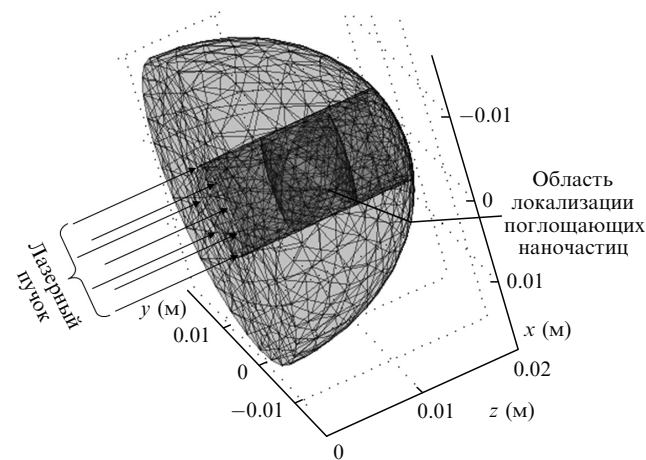 −0.01
Область
локализации
поглощающих
наночастиц
0
0.01
x (м)
0.02
Лазерный
пучок
y (м)
0.01
0
−0.01
0.01
z (м)
0